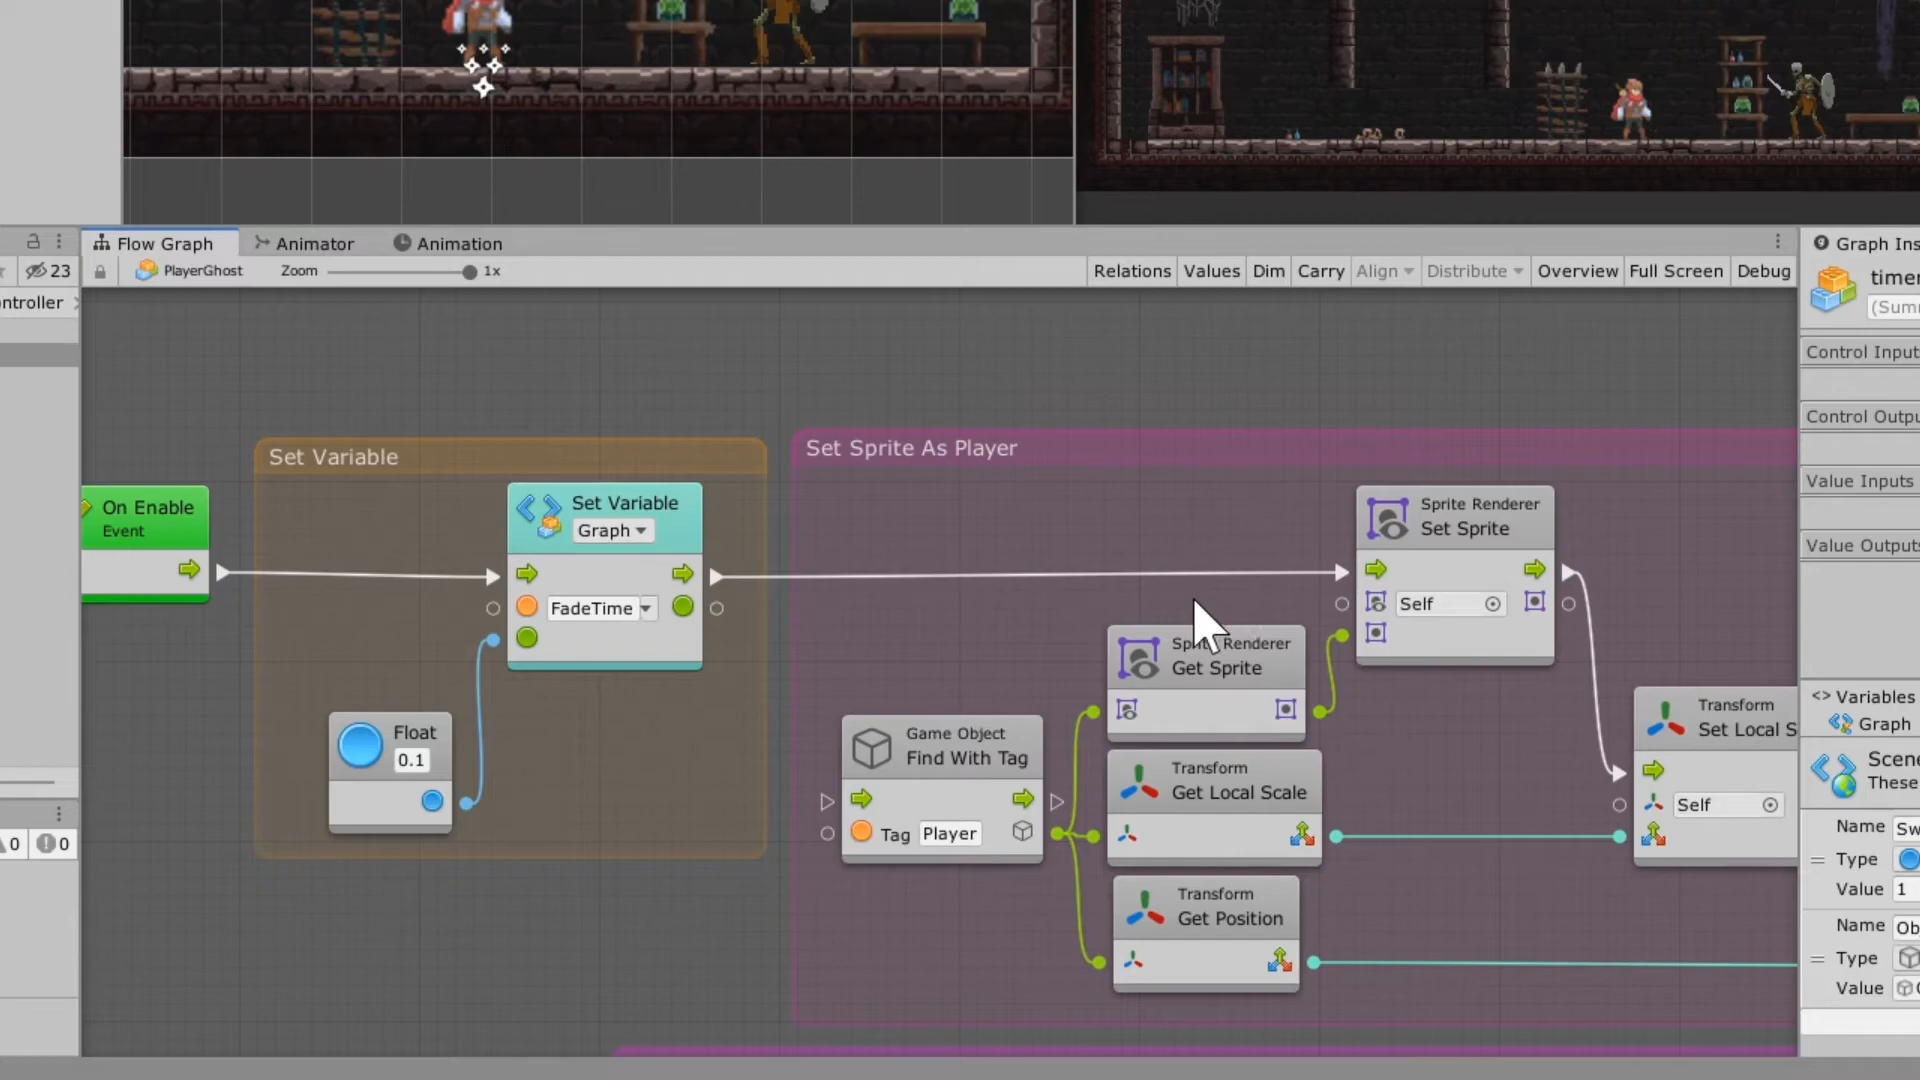 Flow Graph
Animator
Animation
Graph Ins
23
PlayerGhost
Zoom
1x
Relations
Values
Dim
Carry
Align
Distribute
Overview
Full Screen
Debug
timer
(Sum
ntroller
Control Input
Control Outpu
Value Inputs
Value Outputs
Set Variable
Set Sprite As Player
On Enable
Event
Set Variable
Graph
FadeTime
Float
0.1
Sprite Renderer
Set Sprite
Self
Renderer
Get Sprite
Game Object
Find With Tag
Tag
Player
Transform
Get Local Scale
Transform
Get Position
Transform
Set Local S
Self
Variables
Graph
Scene
These
Name
Sw
Type
Value
1
Name
Ob
Type
Value
0
0